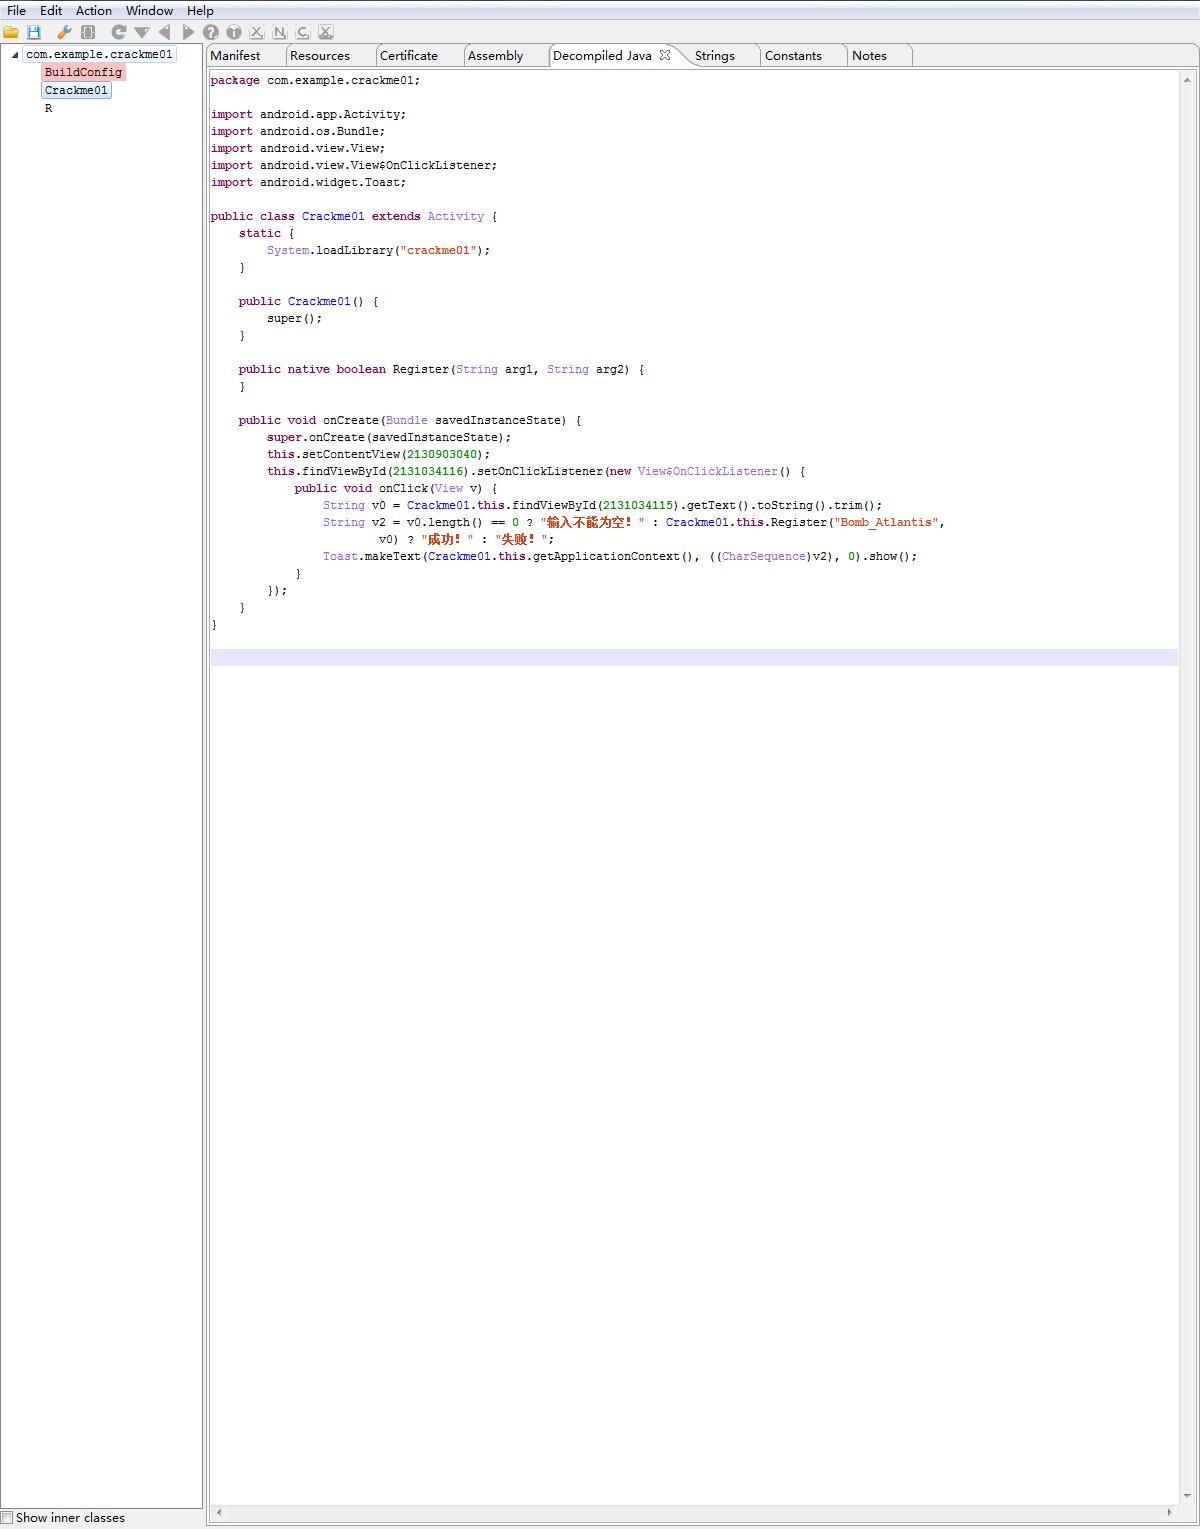 File Edit Action Window Help
com.example.crackme01
BuildConfig
Crackme01
R
Manifest Resources Certificate Assembly Decompiled Java Strings Constants Notes
package com.example.crackme01;
import android.app.Activity;
import android.os.Bundle;
import android.view.View;
import android.view.View$OnClickListener;
import android.widget.Toast;
public class Crackme01 extends Activity {
static {
System.loadLibrary("crackme01");
}
public Crackme01() {
super();
}
public native boolean Register(String arg1, String arg2) {
}
public void onCreate(Bundle savedInstanceState) {
super.onCreate(savedInstanceState);
this.setContentView(2130903040);
this.findViewById(2131034116).setOnClickListener(new View$OnClickListener() {
public void onClick(View v) {
String v0 = Crackme01.this.findViewById(2131034115).getText().toString().trim();
String v2 = v0.length() == 0 ? "输入不能为空！" : Crackme01.this.Register("Bomb_Atlantis",
v0) ? "成功！" : "失败！";
Toast.makeText(Crackme01.this.getApplicationContext(), ((CharSequence)v2), 0).show();
}
});
}
}
Show inner classes